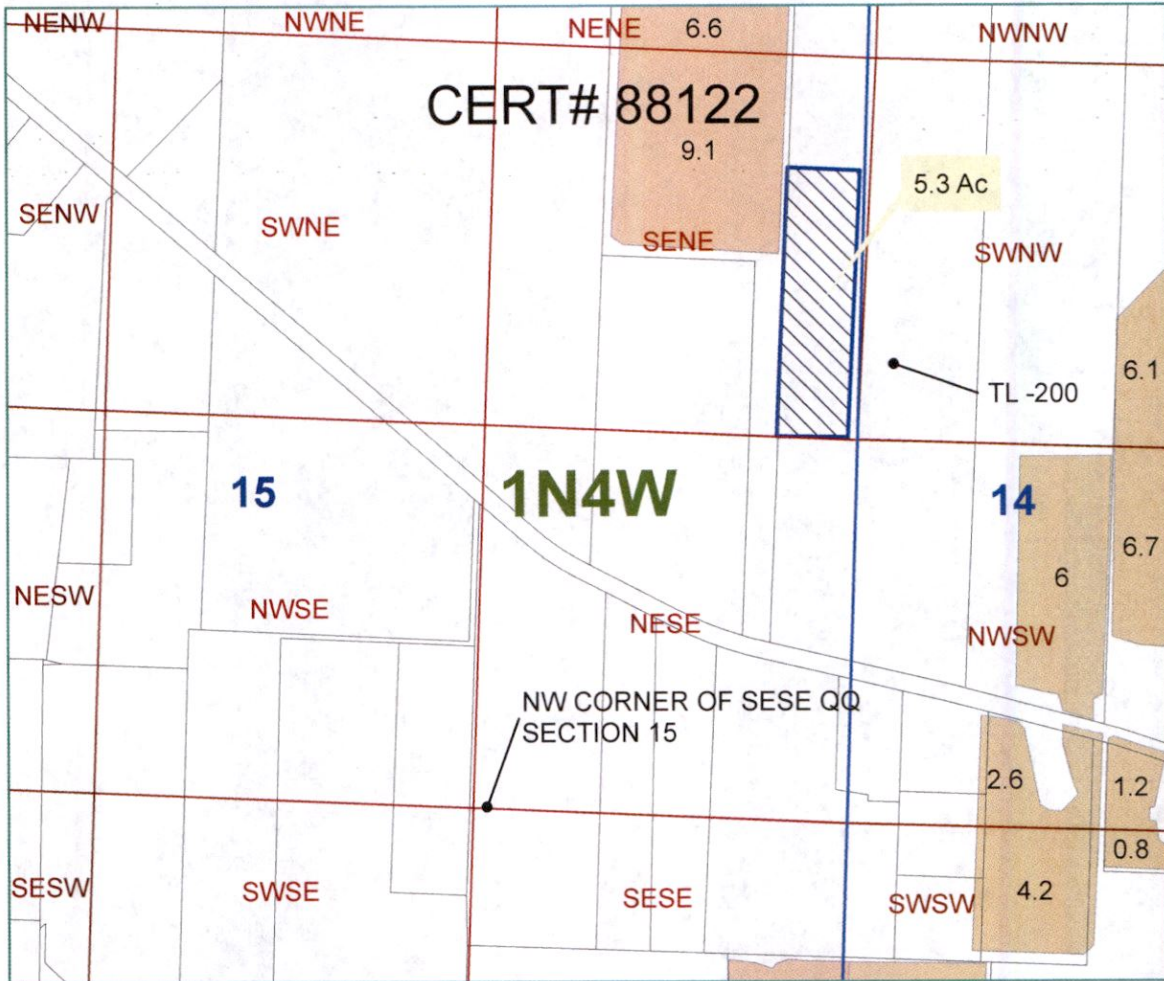 NENW
NWNE
NENE
6.6
NWNW
CERT# 88122
9.1
5.3 Ac
SENW
SWNE
SENE
SWNW
6.1
TL -200
15
1N4W
14
6.7
6
NESW
NWSE
NESE
NWSW
NW CORNER OF SESE QQ
SECTION 15
2.6
1.2
0.8
SESW
SWSE
SESE
SWSW
4.2